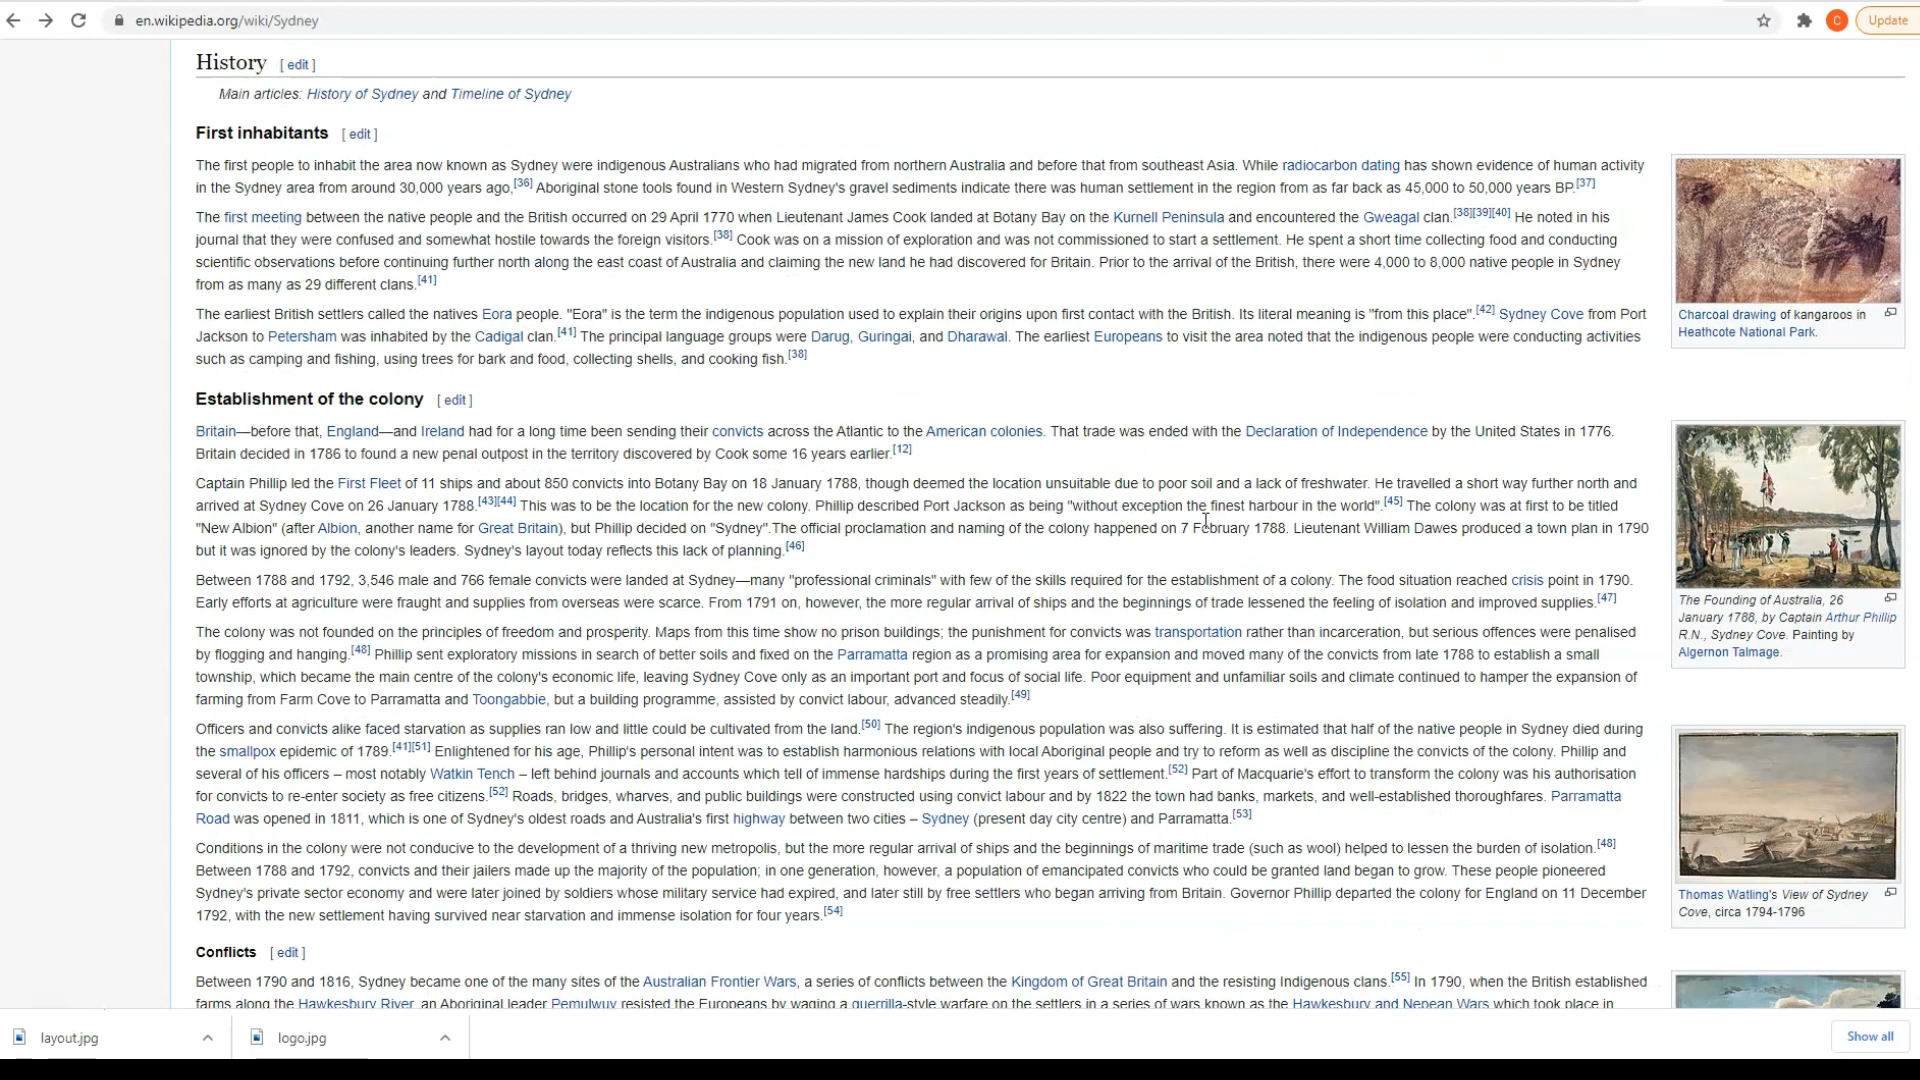 en.wikipedia.org/wiki/Sydney
C
Update
History [ edit ]
Main articles: History of Sydney and Timeline of Sydney
First inhabitants [ edit ]
The first people to inhabit the area now known as Sydney were indigenous Australians who had migrated from northern Australia and before that from southeast Asia. While radiocarbon dating has shown evidence of human activity
in the Sydney area from around 30,000 years ago,[36] Aboriginal stone tools found in Western Sydney's gravel sediments indicate there was human settlement in the region from as far back as 45,000 to 50,000 years BP.[37]
The first meeting between the native people and the British occurred on 29 April 1770 when Lieutenant James Cook landed at Botany Bay on the Kurnell Peninsula and encountered the Gweagal clan.[38][39][40] He noted in his
journal that they were confused and somewhat hostile towards the foreign visitors.[38] Cook was on a mission of exploration and was not commissioned to start a settlement. He spent a short time collecting food and conducting
scientific observations before continuing further north along the east coast of Australia and claiming the new land he had discovered for Britain. Prior to the arrival of the British, there were 4,000 to 8,000 native people in Sydney
from as many as 29 different clans.[41]
The earliest British settlers called the natives Eora people. "Eora" is the term the indigenous population used to explain their origins upon first contact with the British. Its literal meaning is "from this place".[42] Sydney Cove from Port
Jackson to Petersham was inhabited by the Cadigal clan.[41] The principal language groups were Darug, Guringai, and Dharawal. The earliest Europeans to visit the area noted that the indigenous people were conducting activities
such as camping and fishing, using trees for bark and food, collecting shells, and cooking fish.[38]
Charcoal drawing of kangaroos in
Heathcote National Park.
Establishment of the colony [ edit ]
Britain—before that, England—and Ireland had for a long time been sending their convicts across the Atlantic to the American colonies. That trade was ended with the Declaration of Independence by the United States in 1776.
Britain decided in 1786 to found a new penal outpost in the territory discovered by Cook some 16 years earlier.[12]
Captain Phillip led the First Fleet of 11 ships and about 850 convicts into Botany Bay on 18 January 1788, though deemed the location unsuitable due to poor soil and a lack of freshwater. He travelled a short way further north and
arrived at Sydney Cove on 26 January 1788.[43][44] This was to be the location for the new colony. Phillip described Port Jackson as being "without exception the finest harbour in the world".[45] The colony was at first to be titled
"New Albion" (after Albion, another name for Great Britain), but Phillip decided on "Sydney".The official proclamation and naming of the colony happened on 7 February 1788. Lieutenant William Dawes produced a town plan in 1790
but it was ignored by the colony's leaders. Sydney's layout today reflects this lack of planning.[46]
Between 1788 and 1792, 3,546 male and 766 female convicts were landed at Sydney—many "professional criminals" with few of the skills required for the establishment of a colony. The food situation reached crisis point in 1790.
Early efforts at agriculture were fraught and supplies from overseas were scarce. From 1791 on, however, the more regular arrival of ships and the beginnings of trade lessened the feeling of isolation and improved supplies.[47]
The colony was not founded on the principles of freedom and prosperity. Maps from this time show no prison buildings; the punishment for convicts was transportation rather than incarceration, but serious offences were penalised
by flogging and hanging.[48] Phillip sent exploratory missions in search of better soils and fixed on the Parramatta region as a promising area for expansion and moved many of the convicts from late 1788 to establish a small
township, which became the main centre of the colony's economic life, leaving Sydney Cove only as an important port and focus of social life. Poor equipment and unfamiliar soils and climate continued to hamper the expansion of
farming from Farm Cove to Parramatta and Toongabbie, but a building programme, assisted by convict labour, advanced steadily.[49]
The Founding of Australia, 26
January 1788, by Captain Arthur Phillip
R.N., Sydney Cove. Painting by
Algernon Talmage.
Officers and convicts alike faced starvation as supplies ran low and little could be cultivated from the land.[50] The region's indigenous population was also suffering. It is estimated that half of the native people in Sydney died during
the smallpox epidemic of 1789.[41][51] Enlightened for his age, Phillip's personal intent was to establish harmonious relations with local Aboriginal people and try to reform as well as discipline the convicts of the colony. Phillip and
several of his officers – most notably Watkin Tench – left behind journals and accounts which tell of immense hardships during the first years of settlement.[52] Part of Macquarie's effort to transform the colony was his authorisation
for convicts to re-enter society as free citizens.[52] Roads, bridges, wharves, and public buildings were constructed using convict labour and by 1822 the town had banks, markets, and well-established thoroughfares. Parramatta
Road was opened in 1811, which is one of Sydney's oldest roads and Australia's first highway between two cities – Sydney (present day city centre) and Parramatta.[53]
Conditions in the colony were not conducive to the development of a thriving new metropolis, but the more regular arrival of ships and the beginnings of maritime trade (such as wool) helped to lessen the burden of isolation.[48]
Between 1788 and 1792, convicts and their jailers made up the majority of the population; in one generation, however, a population of emancipated convicts who could be granted land began to grow. These people pioneered
Sydney's private sector economy and were later joined by soldiers whose military service had expired, and later still by free settlers who began arriving from Britain. Governor Phillip departed the colony for England on 11 December
1792, with the new settlement having survived near starvation and immense isolation for four years.[54]
Thomas Watling's View of Sydney
Cove, circa 1794-1796
Conflicts [ edit ]
Between 1790 and 1816, Sydney became one of the many sites of the Australian Frontier Wars, a series of conflicts between the Kingdom of Great Britain and the resisting Indigenous clans.[55] In 1790, when the British established
farms along the Hawkesbury River, an Aboriginal leader Pemulwuy resisted the Europeans by waging a guerrilla-style warfare on the settlers in a series of wars known as the Hawkesbury and Nepean Wars which took place in
layout.jpg
logo.jpg
Show all